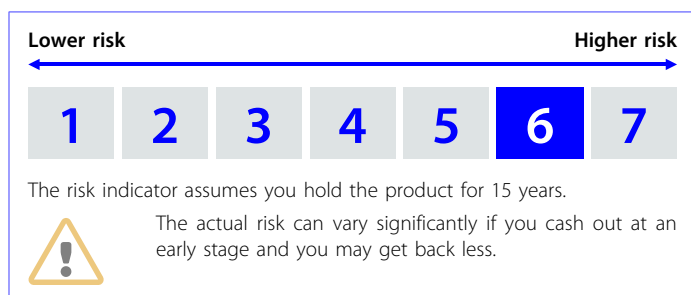 Lower risk Higher risk
1 2 3 4 5 6 7
The risk indicator assumes you hold the product for 15 years.
The actual risk can vary significantly if you cash out at an
early stage and you may get back less.